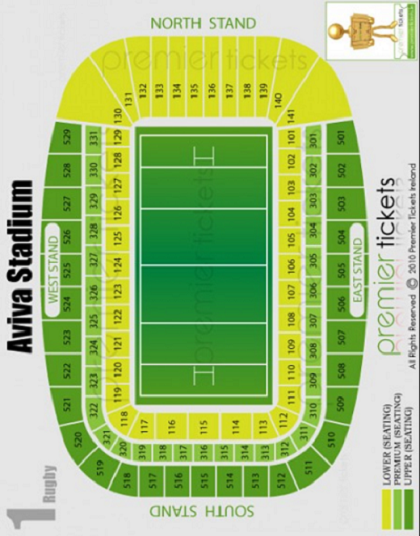 NORTH STAND
premier tickets
131 132 133 134 135 136 137 138 139 140
130 141
529 331 129 101 301 501
528 330 128 102 302 502
527 329 127 103 303 503
526 328 126 104 304 504
WEST STAND
525 327 125 105 305 505
EAST STAND
524 326 124 106 306 506
325 123 107
523 324 122 108 307 507
522 323 121 109 308 508
120 110 309
521 322 119 111 310 509
520 321 118 117 116 115 114 113 112 311 510
519 320 319 318 317 316 315 314 313 312 511
518 517 516 515 514 513 512
SOUTH STAND
Aviva Stadium
1 Rugby
premier tickets
premier tickets
premier tickets
All Rights Reserved © 2010 Premier Tickets Ireland
LOWER (SEATING)
PREMIUM (SEATING)
UPPER (SEATING)